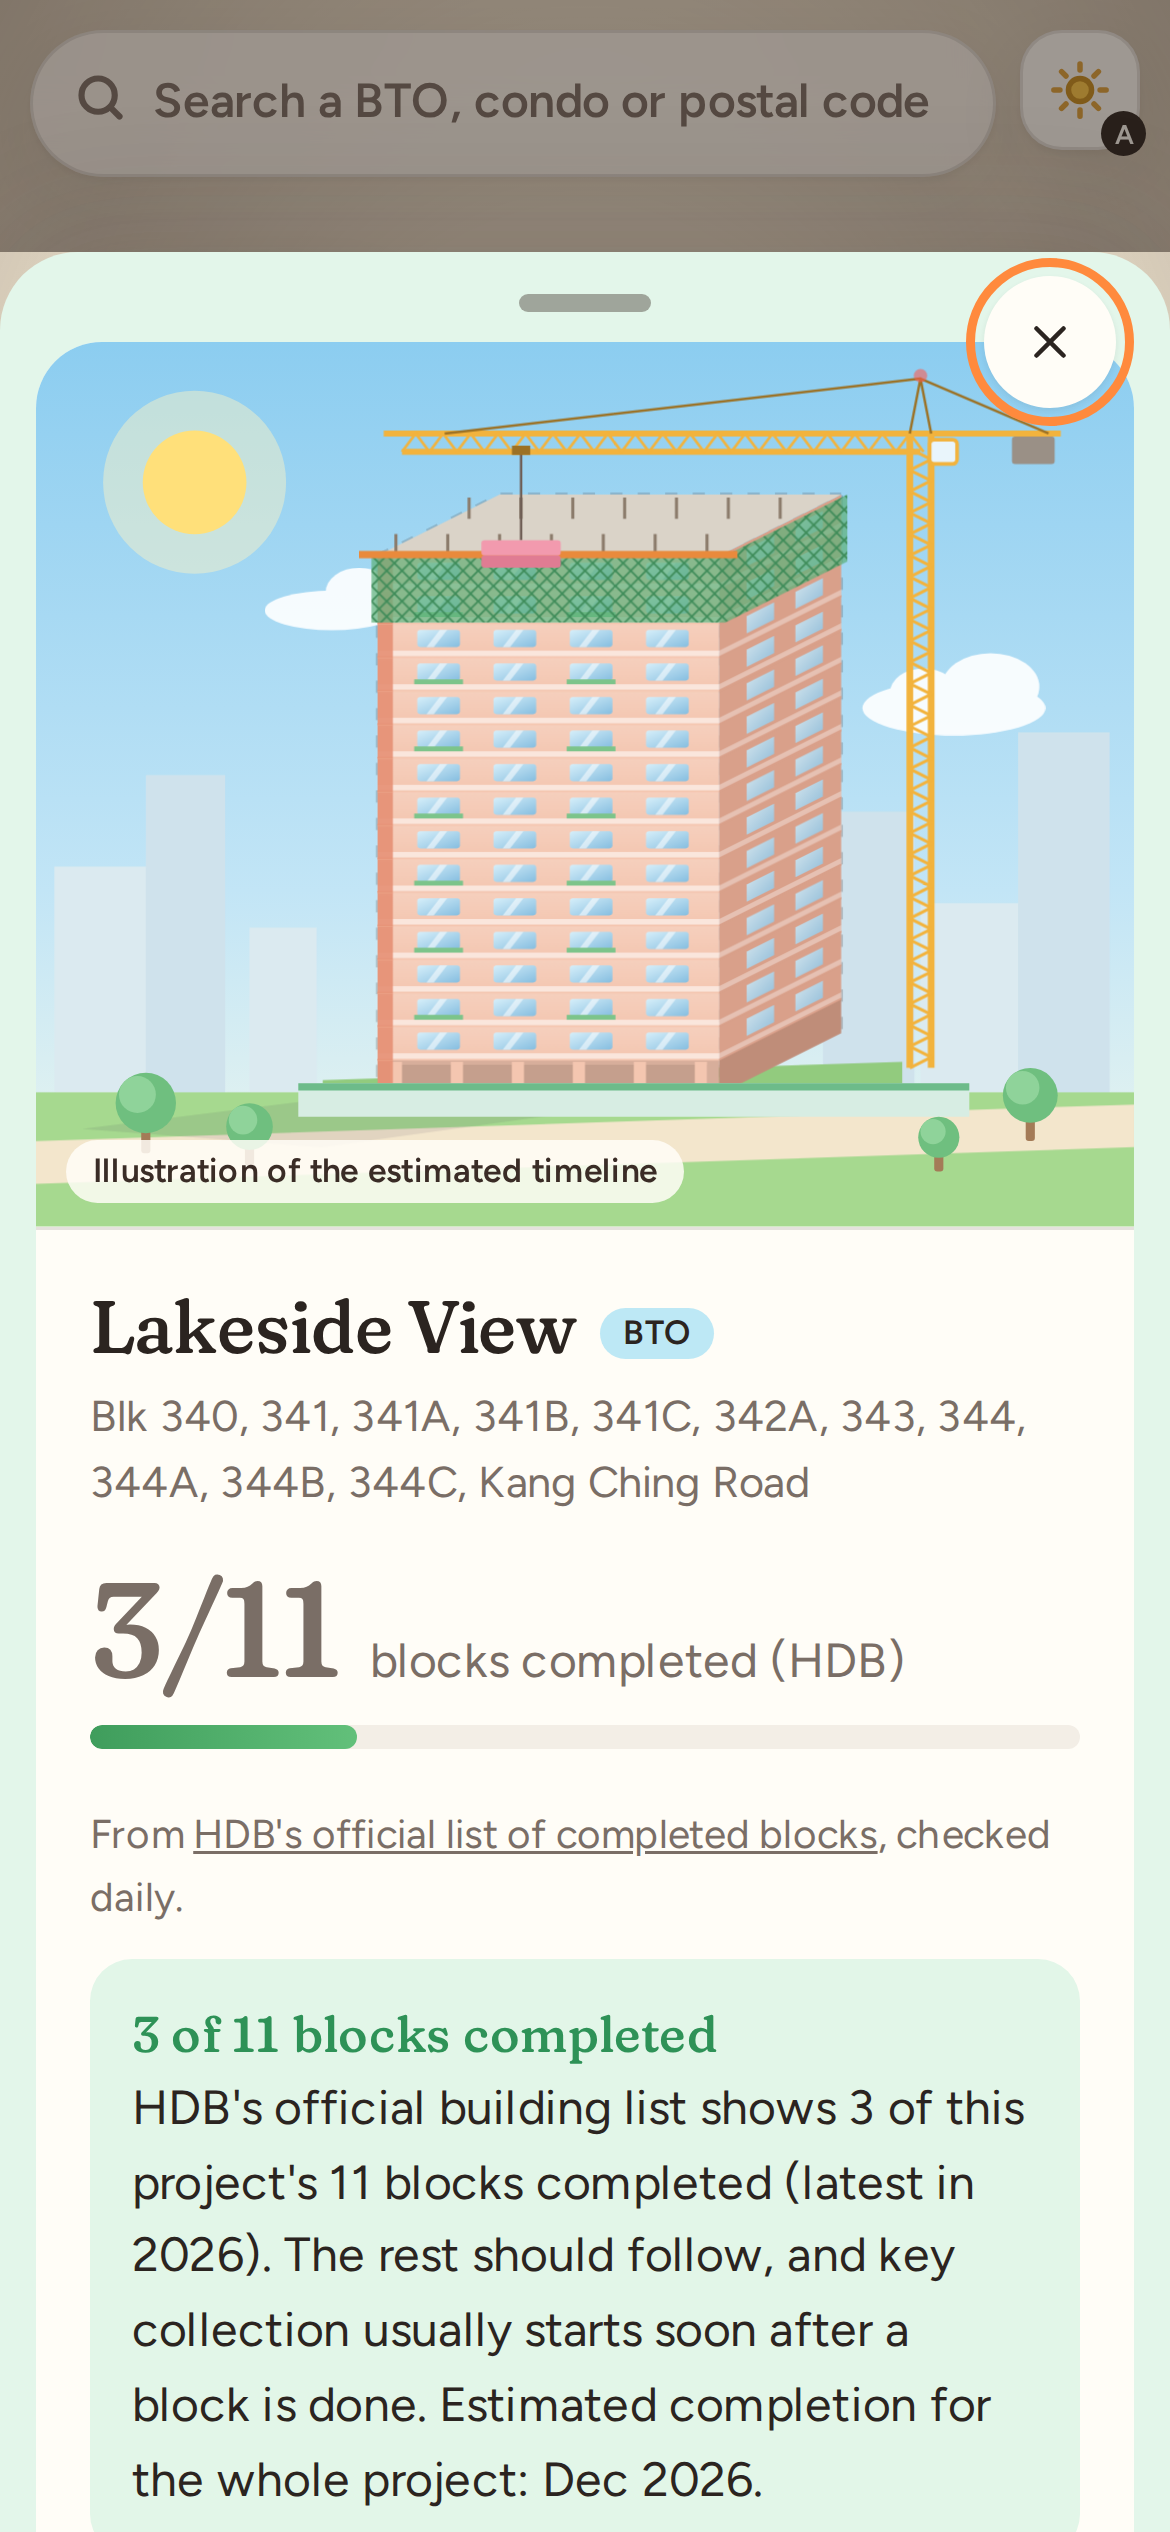 Search a BTO, condo or postal code
A
Illustration of the estimated timeline
Lakeside View BTO
Blk 340, 341, 341A, 341B, 341C, 342A, 343, 344,
344A, 344B, 344C, Kang Ching Road
3/11 blocks completed (HDB)
From HDB's official list of completed blocks, checked
daily.
3 of 11 blocks completed
HDB's official building list shows 3 of this
project's 11 blocks completed (latest in
2026). The rest should follow, and key
collection usually starts soon after a
block is done. Estimated completion for
the whole project: Dec 2026.